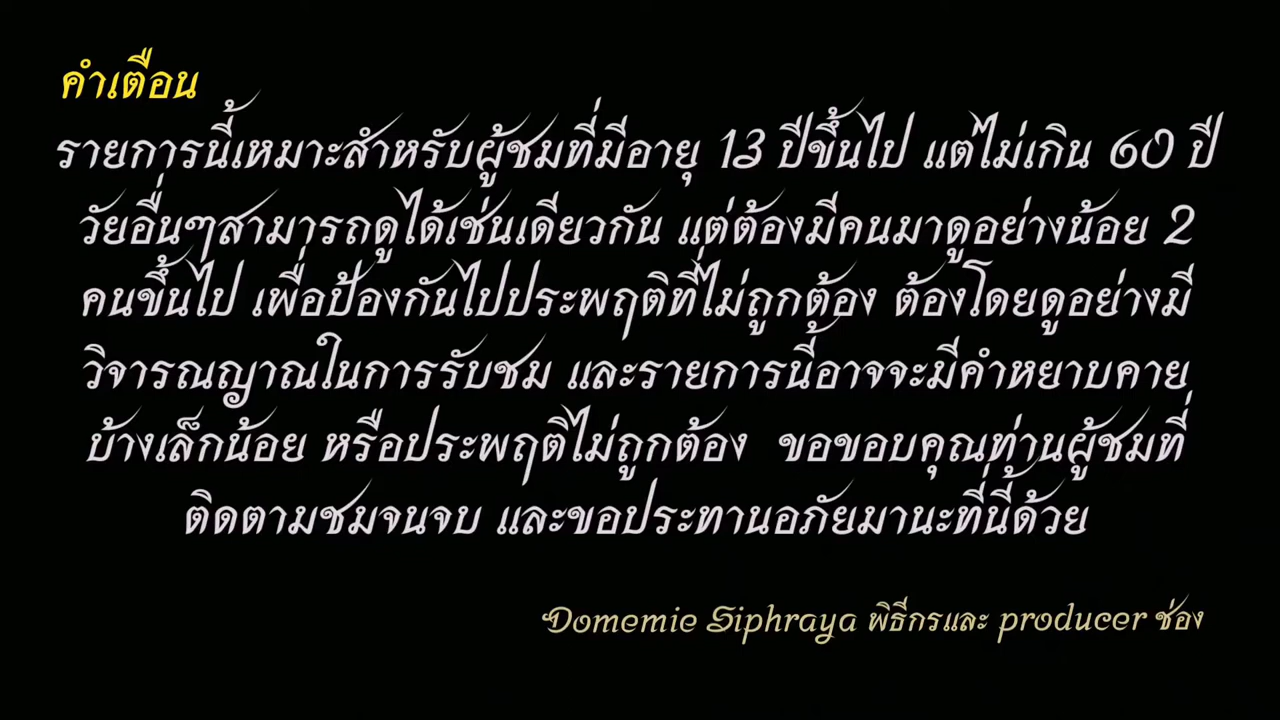 คำเตือน
รายการนี้เหมาะสำหรับผู้ชมที่มีอายุ 13 ปีขึ้นไป แต่ไม่เกิน 60 ปี
วัยอื่นๆสามารถดูได้เช่นเดียวกัน แต่ต้องมีคนมาดูอย่างน้อย 2
คนขึ้นไป เพื่อป้องกันไปประพฤติที่ไม่ถูกต้อง ต้องโดยดูอย่างมี
วิจารณญาณในการรับชม และรายการนี้อาจจะมีคำหยาบคาย
บ้างเล็กน้อย หรือประพฤติไม่ถูกต้อง ขอขอบคุณท่านผู้ชมที่
ติดตามชมจนจบ และขอประทานอภัยมานะที่นี้ด้วย
Domemie Siphraya พิธีกรและ producer ช่อง